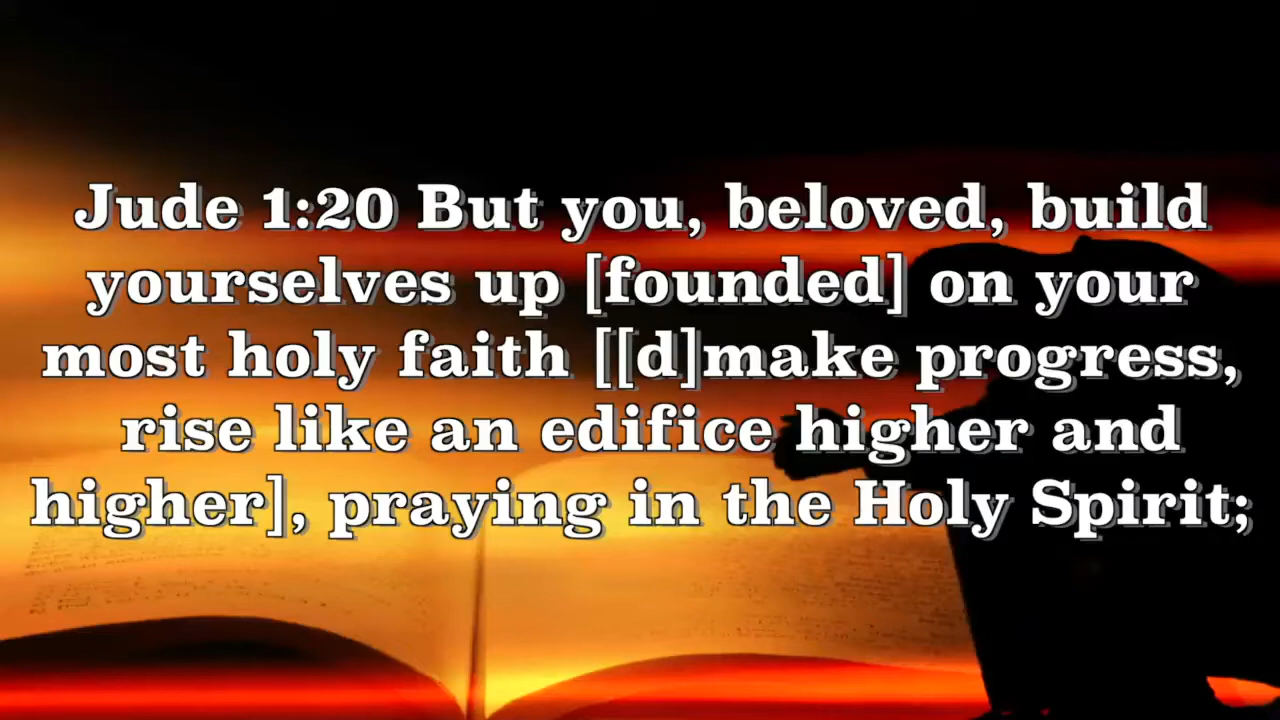 Jude 1:20 But you, beloved, build
yourselves up [founded] on your
most holy faith [[d]make progress,
rise like an edifice higher and
higher], praying in the Holy Spirit;